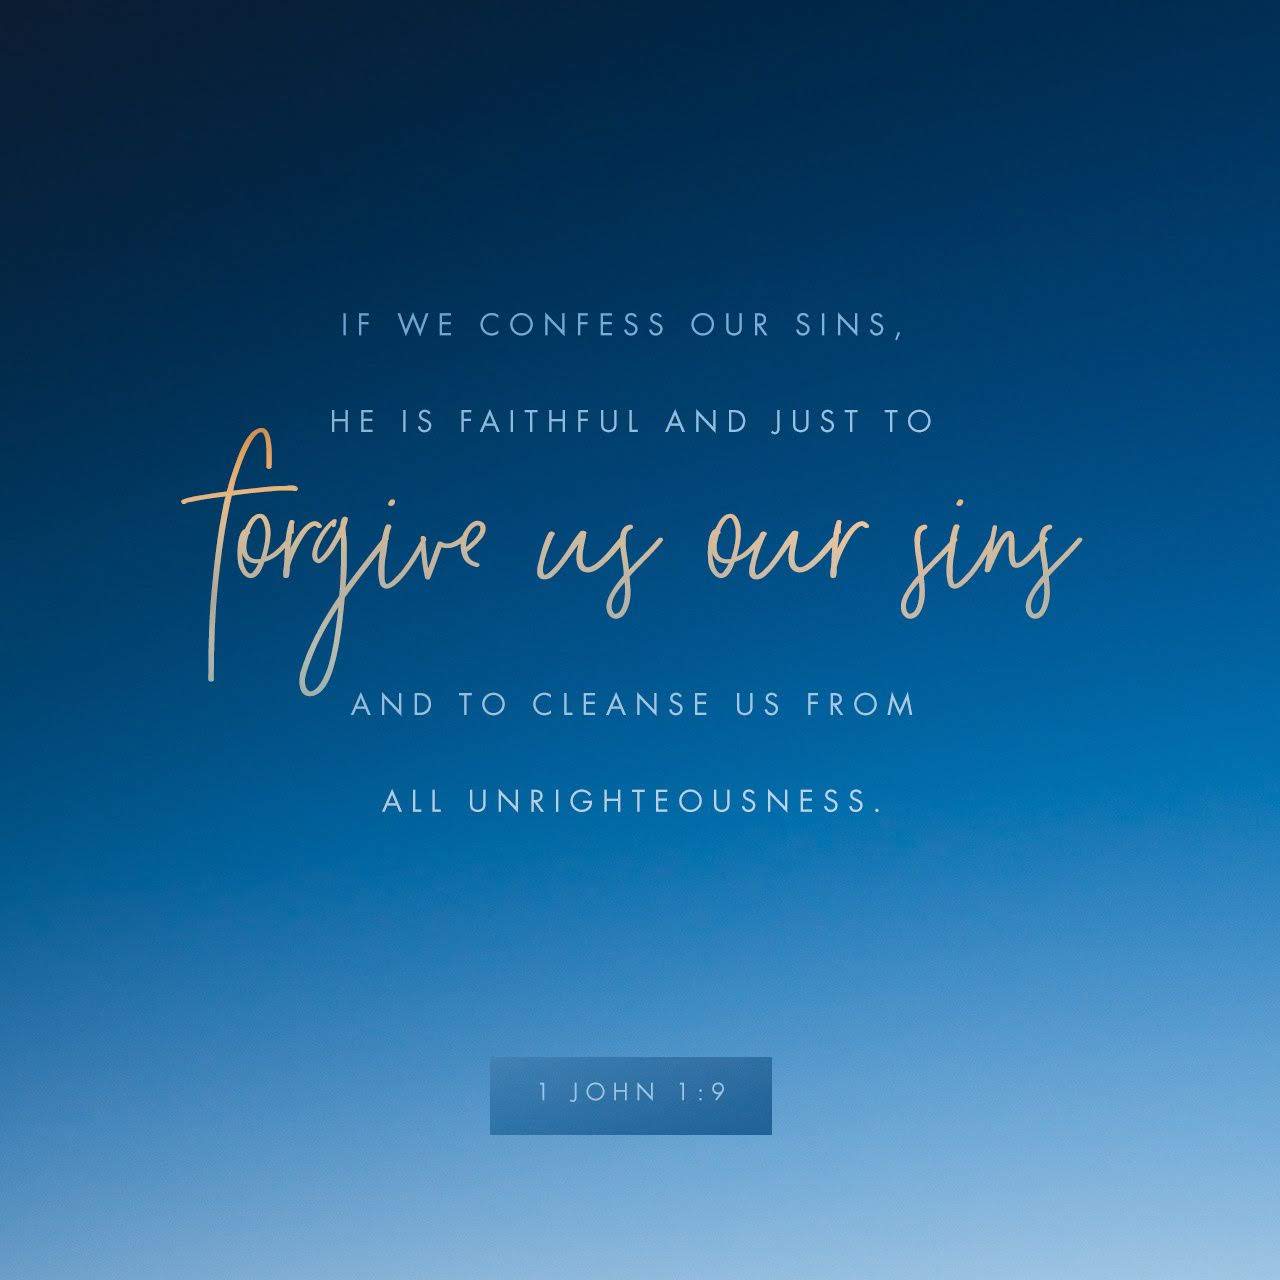 IF WE CONFESS OUR SINS,
HE IS FAITHFUL AND JUST TO
forgive us our sins
AND TO CLEANSE US FROM
ALL UNRIGHTEOUSNESS.
1 JOHN 1:9